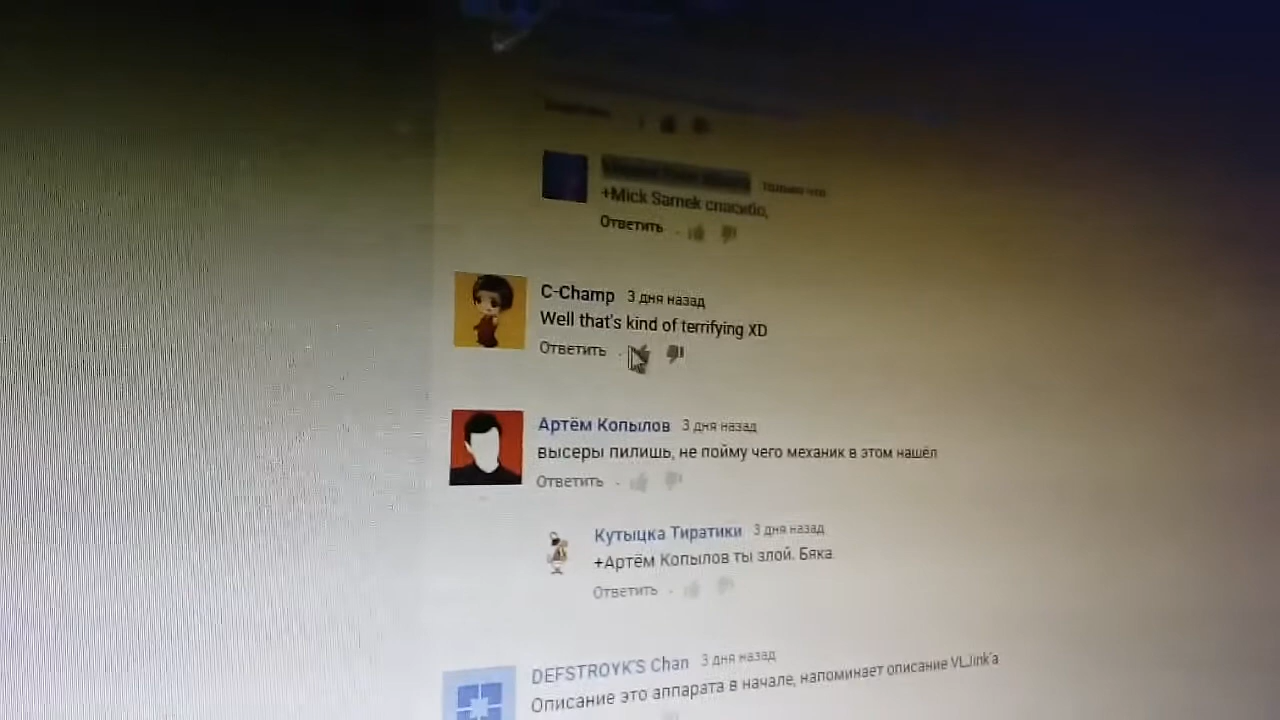 только что
+Mick Samek спасибо,
Ответить
C-Champ 3 дня назад
Well that's kind of terrifying XD
Ответить
Артём Копылов 3 дня назад
высеры пилишь, не пойму чего механик в этом нашёл
Ответить
Кутыцка Тиратики 3 дня назад
+Артём Копылов ты злой. Бяка.
Ответить
DEFSTROYK'S Chan 3 дня назад
Описание это аппарата в начале, напоминает описание VLJink'a